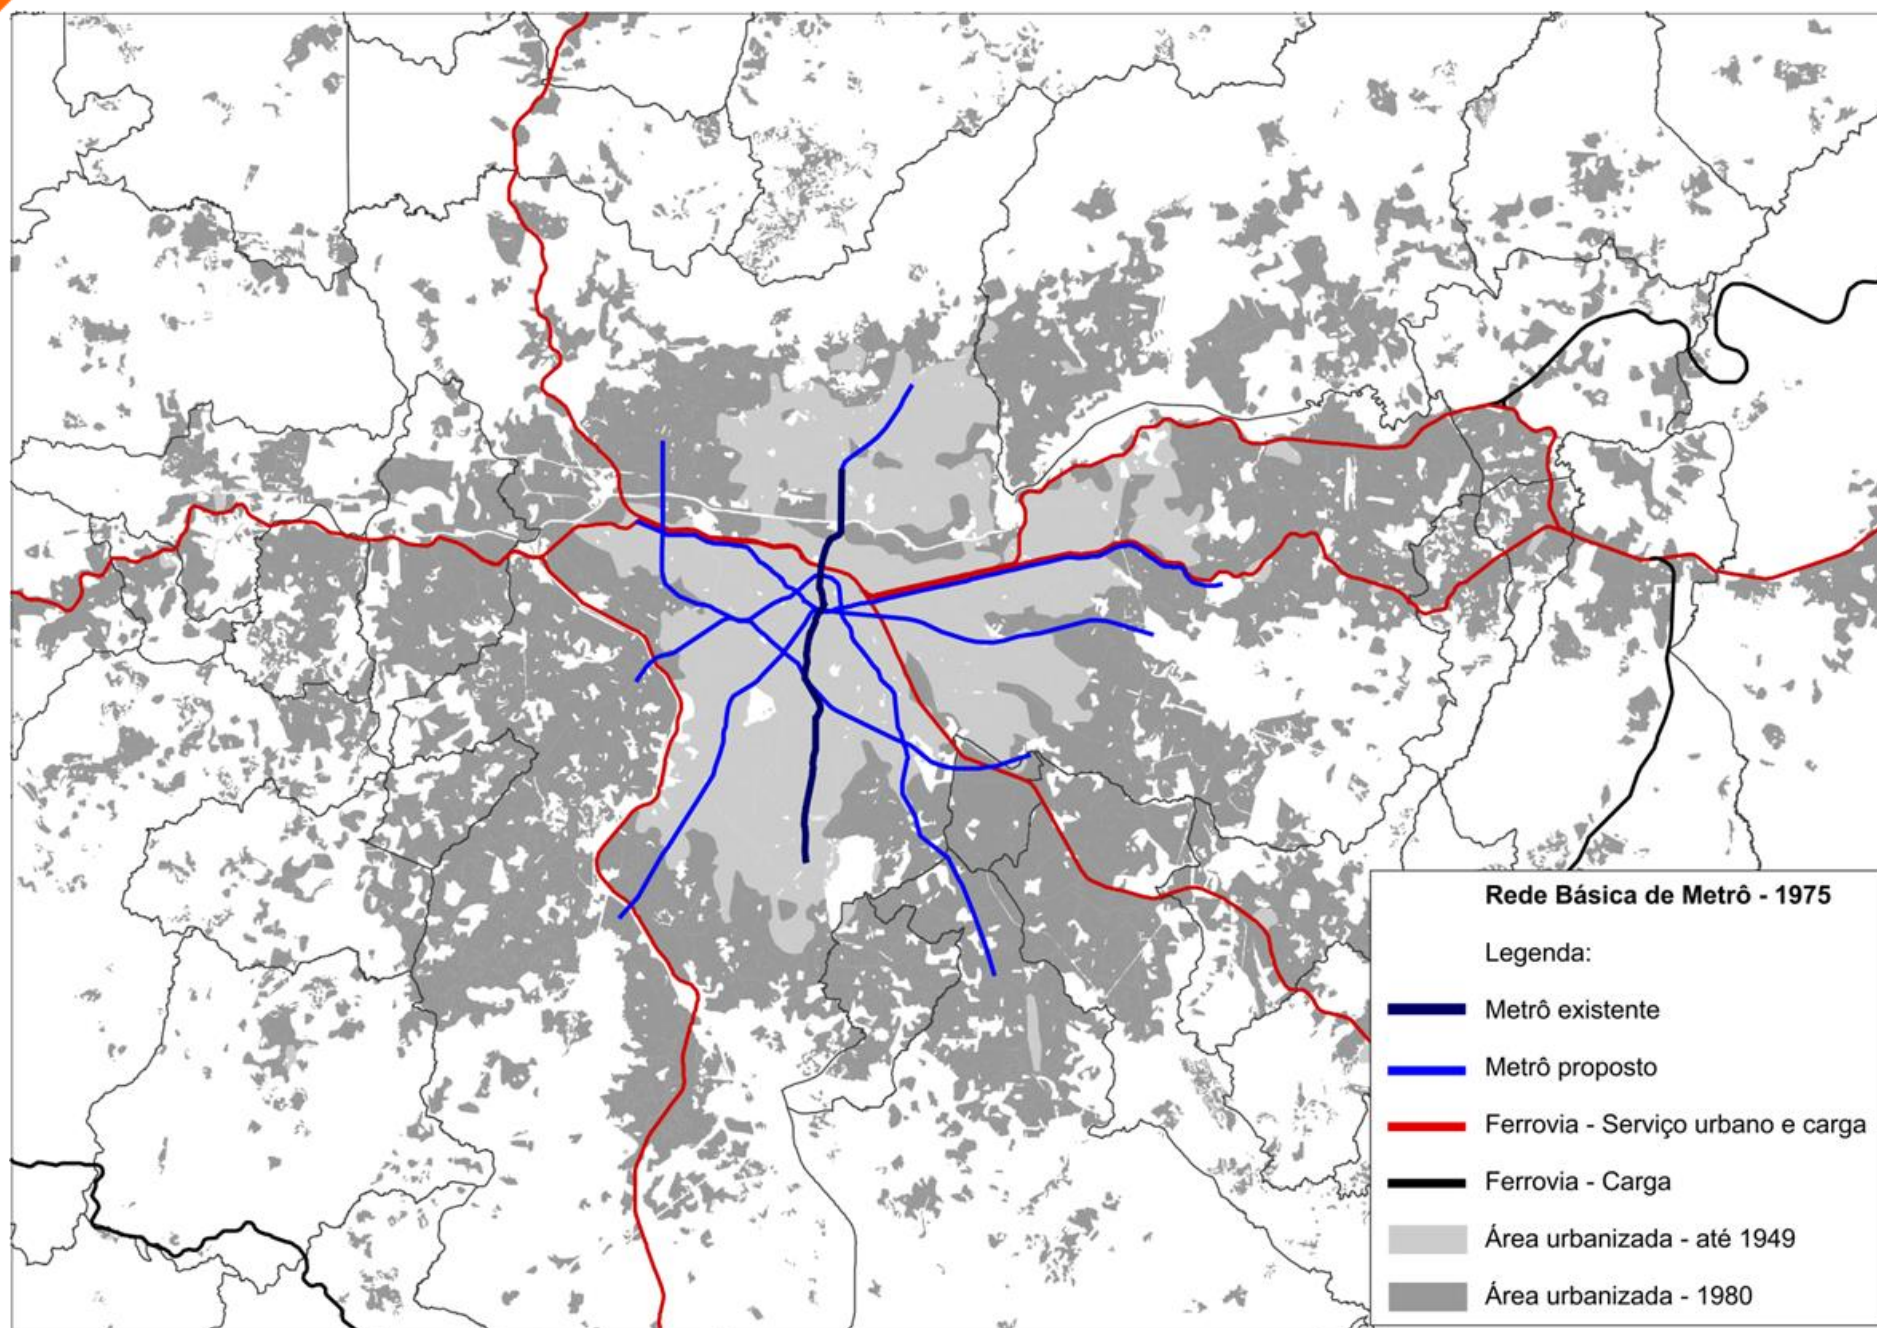 Rede Básica de Metrô - 1975
Legenda:
Metrô existente
Metrô proposto
Ferrovia - Serviço urbano e carga
Ferrovia - Carga
Área urbanizada - até 1949
Área urbanizada - 1980